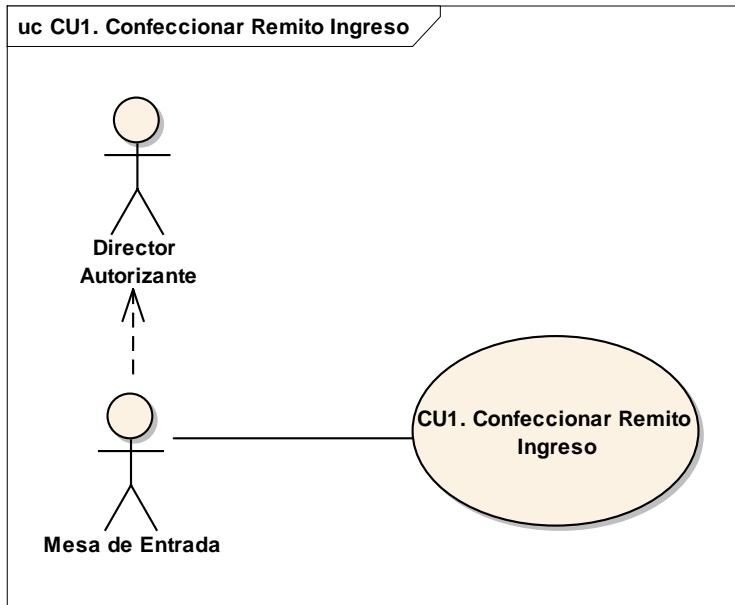 uc CU1. Confeccionar Remito Ingreso
Director
Autorizante
CU1. Confeccionar Remito
Ingreso
Mesa de Entrada